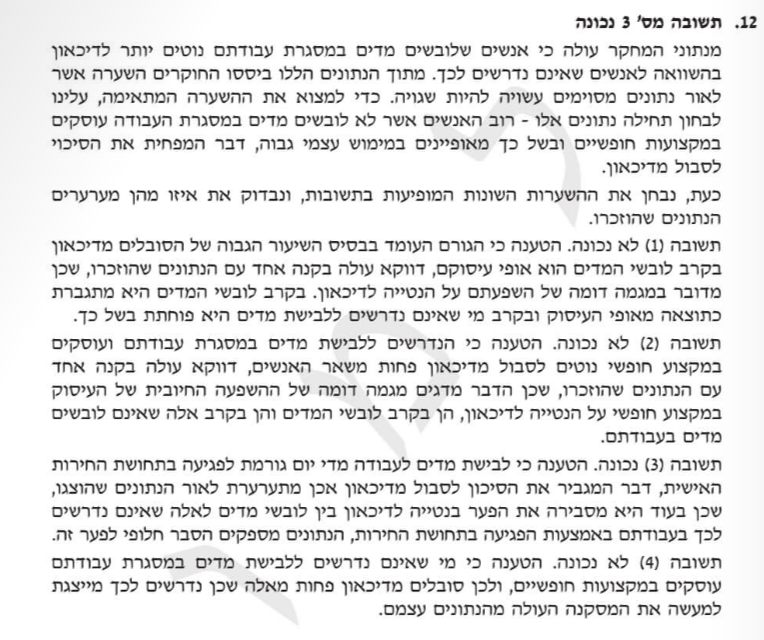 12. תשובה מס' 3 נכונה
מנתוני המחקר עולה כי אנשים שלובשים מדים במסגרת עבודתם נוטים יותר לדיכאון
בהשוואה לאנשים שאינם נדרשים לכך. מתוך הנתונים הללו ביססו החוקרים השערה אשר
לאור נתונים מסוימים עשויה להיות שגויה. כדי למצוא את ההשערה המתאימה, עלינו
לבחון תחילה נתונים אלו - רוב האנשים אשר לא לובשים מדים במסגרת העבודה עוסקים
במקצועות חופשיים ובשל כך מאופיינים במימוש עצמי גבוה, דבר המפחית את הסיכוי
לסבול מדיכאון.
כעת, נבחן את ההשערות השונות המופיעות בתשובות, ונבדוק את איזו מהן מערערים
הנתונים שהוזכרו.
תשובה (1) לא נכונה. הטענה כי הגורם העומד בבסיס השיעור הגבוה של הסובלים מדיכאון
בקרב לובשי המדים הוא אופי עיסוקם, דווקא עולה בקנה אחד עם הנתונים שהוזכרו, שכן
מדובר במגמה דומה של השפעתם על הנטייה לדיכאון. בקרב לובשי המדים היא מתגברת
כתוצאה מאופי העיסוק ובקרב מי שאינם נדרשים ללבישת מדים היא פוחתת בשל כך.
תשובה (2) לא נכונה. הטענה כי הנדרשים ללבישת מדים במסגרת עבודתם ועוסקים
במקצוע חופשי נוטים לסבול מדיכאון פחות משאר האנשים, דווקא עולה בקנה אחד
עם הנתונים שהוזכרו, שכן הדבר מדגים מגמה דומה של ההשפעה החיובית של העיסוק
במקצוע חופשי על הנטייה לדיכאון, הן בקרב לובשי המדים והן בקרב אלה שאינם לובשים
מדים בעבודתם.
תשובה (3) נכונה. הטענה כי לבישת מדים לעבודה מדי יום גורמת לפגיעה בתחושת החירות
האישית, דבר המגביר את הסיכון לסבול מדיכאון אכן מתערערת לאור הנתונים שהוצגו,
שכן בעוד היא מסבירה את הפער בנטייה לדיכאון בין לובשי מדים לאלה שאינם נדרשים
לכך בעבודתם באמצעות הפגיעה בתחושת החירות, הנתונים מספקים הסבר חלופי לפער זה.
תשובה (4) לא נכונה. הטענה כי מי שאינם נדרשים ללבישת מדים במסגרת עבודתם
עוסקים במקצועות חופשיים, ולכן סובלים מדיכאון פחות מאלה שכן נדרשים לכך מייצגת
למעשה את המסקנה העולה מהנתונים עצמם.